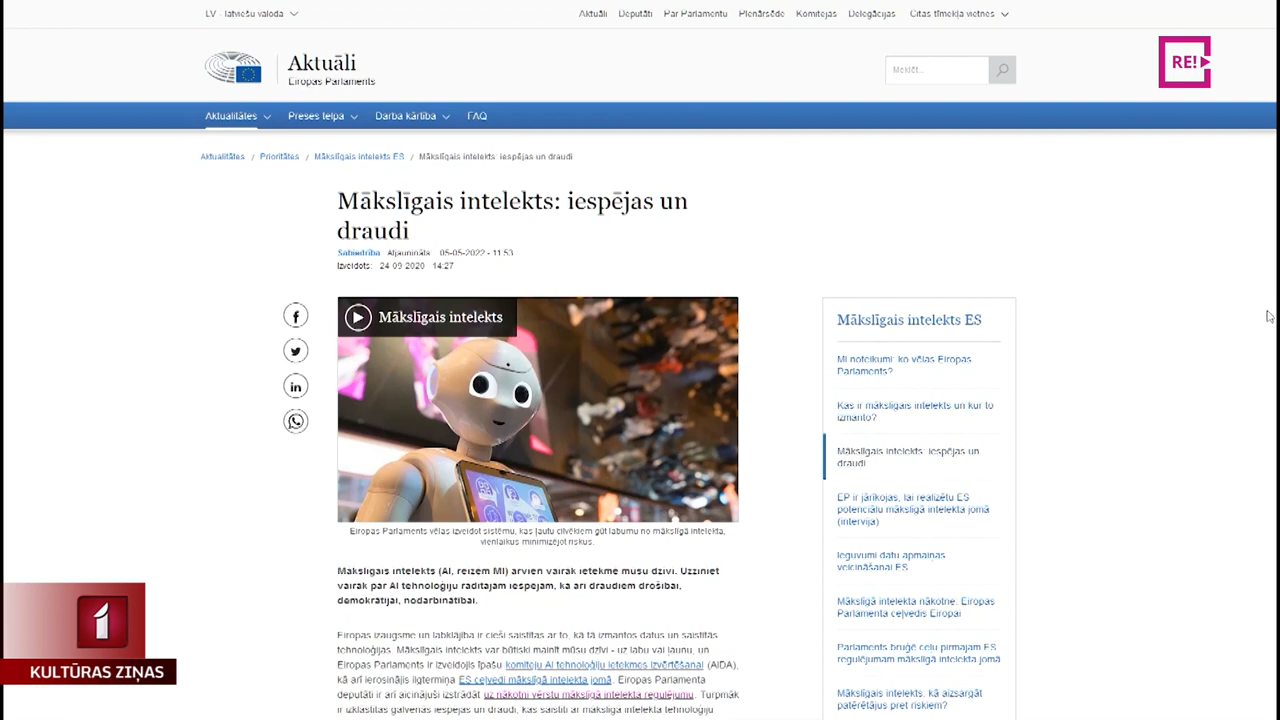 LV - latviešu valoda
Aktuāli Deputāti Par Parlamentu Plenārsēde Komitejas Delegācijas Citas tīmekļa vietnes
Aktuāli
Eiropas Parlaments
Meklēt...
RE!
Aktualitātes Preses telpa Darba kārtība FAQ
Aktualitātes / Prioritātes / Mākslīgais intelekts ES / Mākslīgais intelekts: iespējas un draudi
Mākslīgais intelekts: iespējas un
draudi
Sabiedrība Atjaunināts: 05-05-2022 - 11:53
Izveidots: 24-09-2020 - 14:27
Mākslīgais intelekts
Eiropas Parlaments vēlas izveidot sistēmu, kas ļautu cilvēkiem gūt labumu no mākslīgā intelekta,
vienlaikus minimizējot riskus.
Mākslīgais intelekts (AI, reizēm MI) arvien vairāk ietekmē mūsu dzīvi. Uzziniet
vairāk par AI tehnoloģiju radītajām iespējām, kā arī draudiem drošībai,
demokrātijai, nodarbinātībai.
Eiropas izaugsme un labklājība ir cieši saistītas ar to, kā tā izmantos datus un saistītās
tehnoloģijas. Mākslīgais intelekts var būtiski mainīt mūsu dzīvi - uz labu vai ļaunu, un
Eiropas Parlaments ir izveidojis īpašu komiteju AI tehnoloģiju ietekmes izvērtēšanai (AIDA),
kā arī ierosinājis ilgtermiņa ES ceļvedi mākslīgā intelekta jomā. Eiropas Parlamenta
deputāti ir arī aicinājuši izstrādāt uz nākotni vērstu mākslīgā intelekta regulējumu. Turpmāk
ir izklāstītas galvenās iespējas un draudi, kas saistīti ar mākslīgā intelekta tehnoloģiju
Mākslīgais intelekts ES
MI noteikumi: ko vēlas Eiropas
Parlaments?
Kas ir mākslīgais intelekts un kur to
izmanto?
Mākslīgais intelekts: iespējas un
draudi
EP ir jārīkojas, lai realizētu ES
potenciālu mākslīgā intelekta jomā
(intervija)
Ieguvumi datu apmaiņas
veicināšanai ES
Mākslīgā intelekta nākotne: Eiropas
Parlamenta ceļvedis Eiropai
Parlaments bruģē ceļu pirmajam ES
regulējumam mākslīgā intelekta jomā
Mākslīgais intelekts: kā aizsargāt
patērētājus pret riskiem?
1
KULTŪRAS ZIŅAS